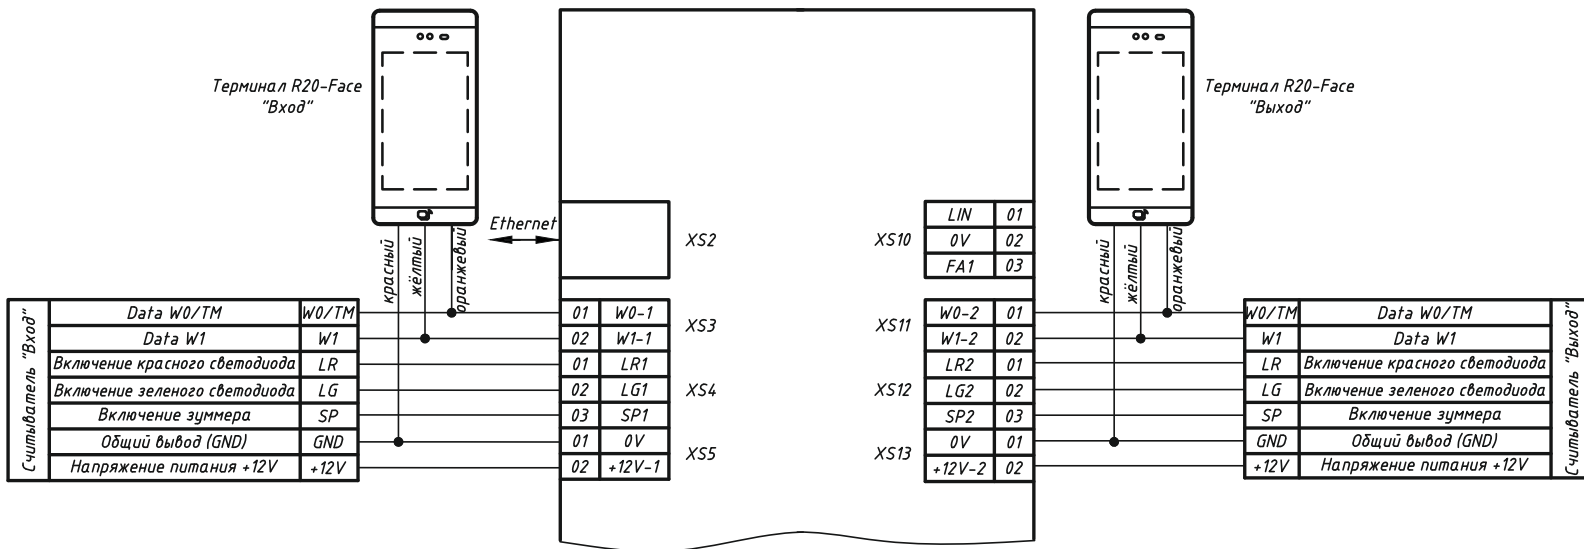 Терминал R20-Face
"Вход"
Терминал R20-Face
"Выход"
Ethernet
красный
жёлтый
оранжевый
красный
жёлтый
оранжевый
XS2
XS10
LIN 01
0V 02
FA1 03
Считыватель "Вход"
Data W0/TM W0/TM
Data W1 W1
Включение красного светодиода LR
Включение зеленого светодиода LG
Включение зуммера SP
Общий вывод (GND) GND
Напряжение питания +12V +12V
01 W0-1
02 W1-1
01 LR1
02 LG1
03 SP1
01 0V
02 +12V-1
XS3
XS4
XS5
XS11
XS12
XS13
W0-2 01
W1-2 02
LR2 01
LG2 02
SP2 03
0V 01
+12V-2 02
W0/TM Data W0/TM
W1 Data W1
LR Включение красного светодиода
LG Включение зеленого светодиода
SP Включение зуммера
GND Общий вывод (GND)
+12V Напряжение питания +12V
Считыватель "Выход"